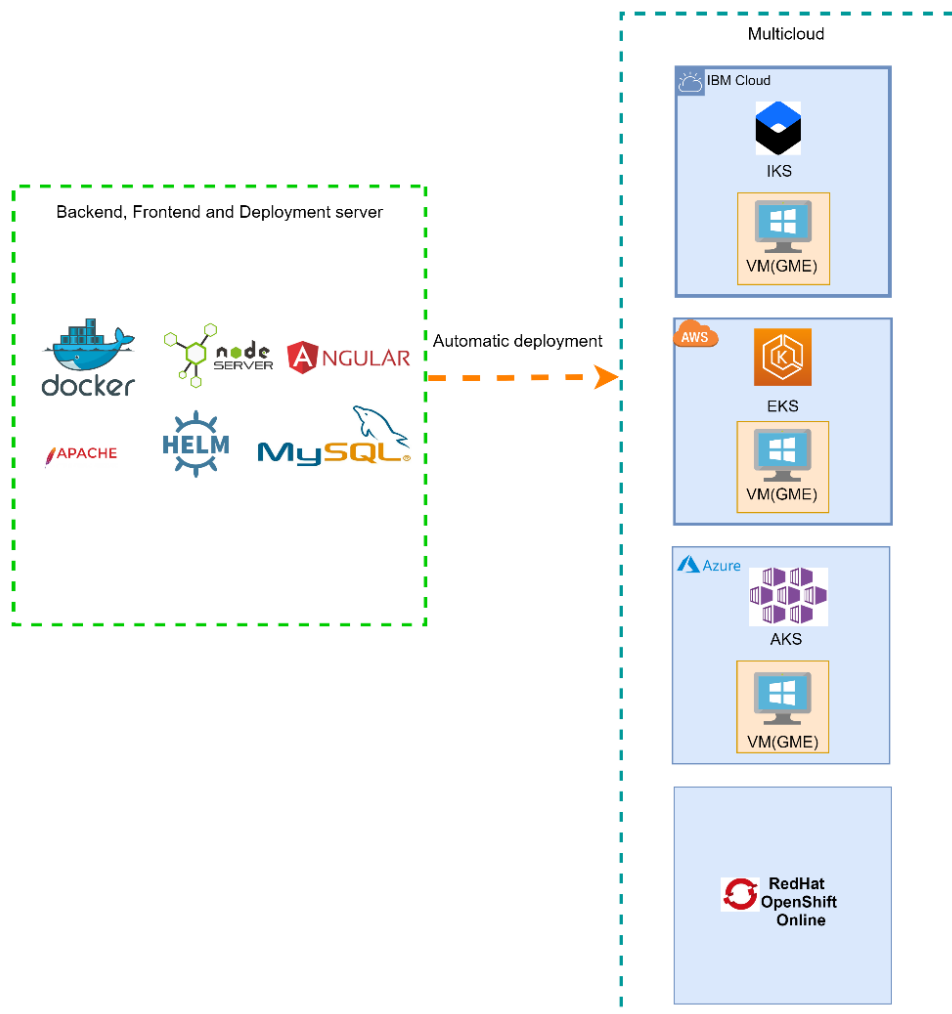 Multicloud
IBM Cloud
IKS
VM(GME)
Backend, Frontend and Deployment server
docker
node
SERVER
ANGULAR
APACHE
HELM
MySQL®
Automatic deployment
AWS
K
EKS
VM(GME)
Azure
AKS
VM(GME)
RedHat
OpenShift
Online